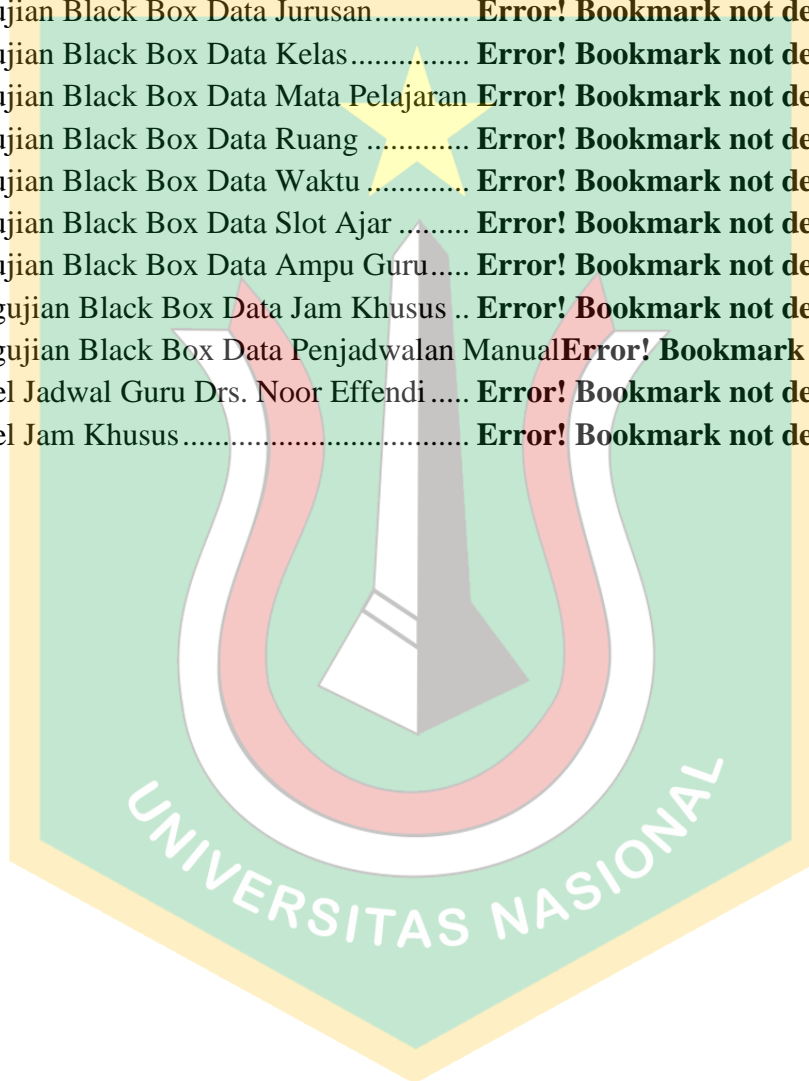 ujian Black Box Data Jurusan............ Error! Bookmark not de
ujian Black Box Data Kelas.............. Error! Bookmark not de
ujian Black Box Data Mata Pelajaran Error! Bookmark not de
ujian Black Box Data Ruang ............ Error! Bookmark not de
ujian Black Box Data Waktu ............ Error! Bookmark not de
ujian Black Box Data Slot Ajar ......... Error! Bookmark not de
ujian Black Box Data Ampu Guru..... Error! Bookmark not de
gujian Black Box Data Jam Khusus .. Error! Bookmark not de
gujian Black Box Data Penjadwalan ManualError! Bookmark
el Jadwal Guru Drs. Noor Effendi ..... Error! Bookmark not de
el Jam Khusus.................................. Error! Bookmark not de
UNIVERSITAS NASIONAL